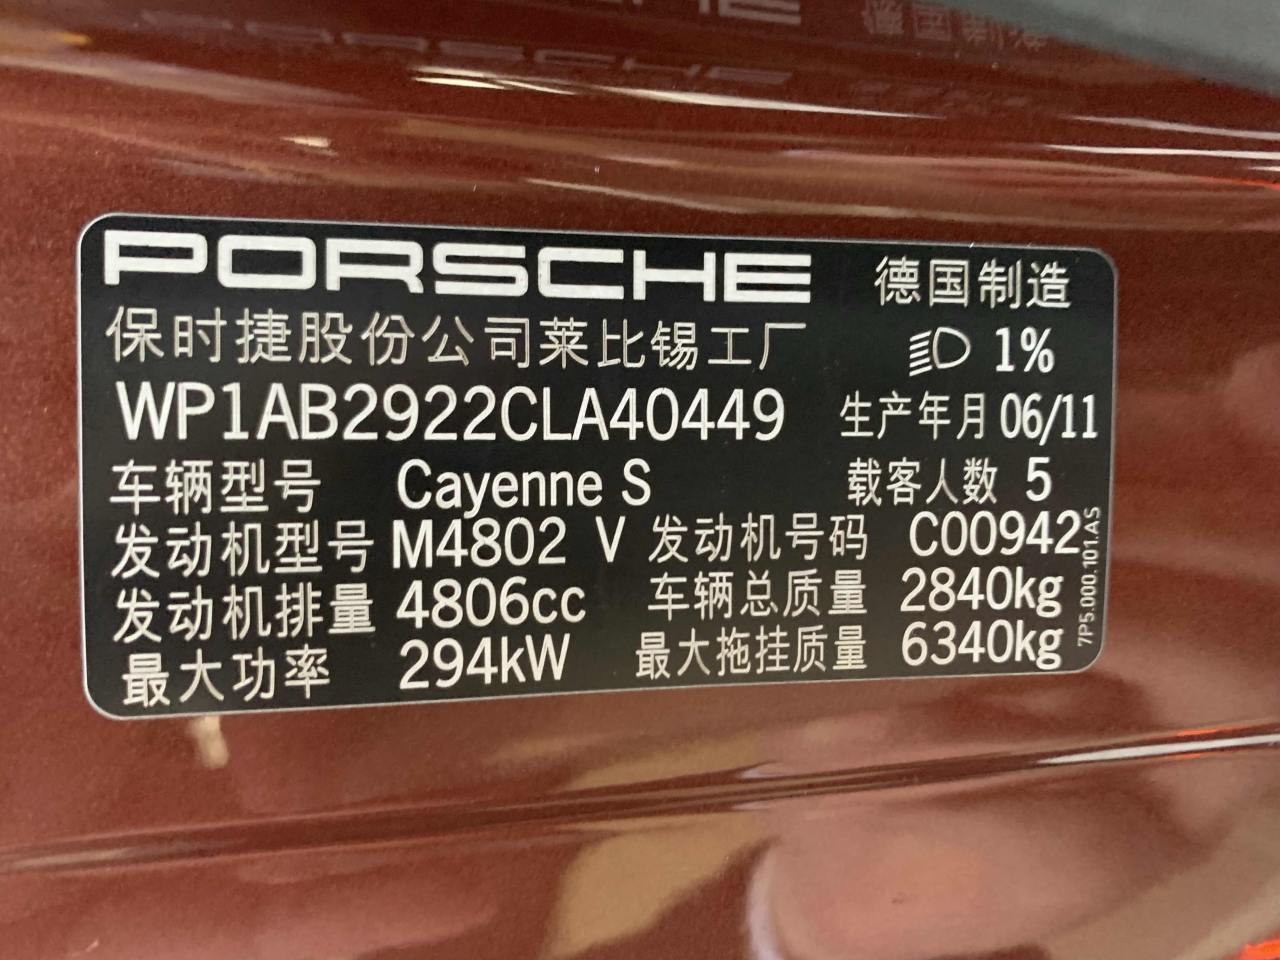 PORSCHE 德国制造
保时捷股份公司莱比锡工厂 1%
WP1AB2922CLA40449 生产年月 06/11
车辆型号 Cayenne S 载客人数 5
发动机型号 M4802 V 发动机号码 C00942
发动机排量 4806cc 车辆总质量 2840kg
最大功率 294kW 最大拖挂质量 6340kg
7P5.000.101.AS